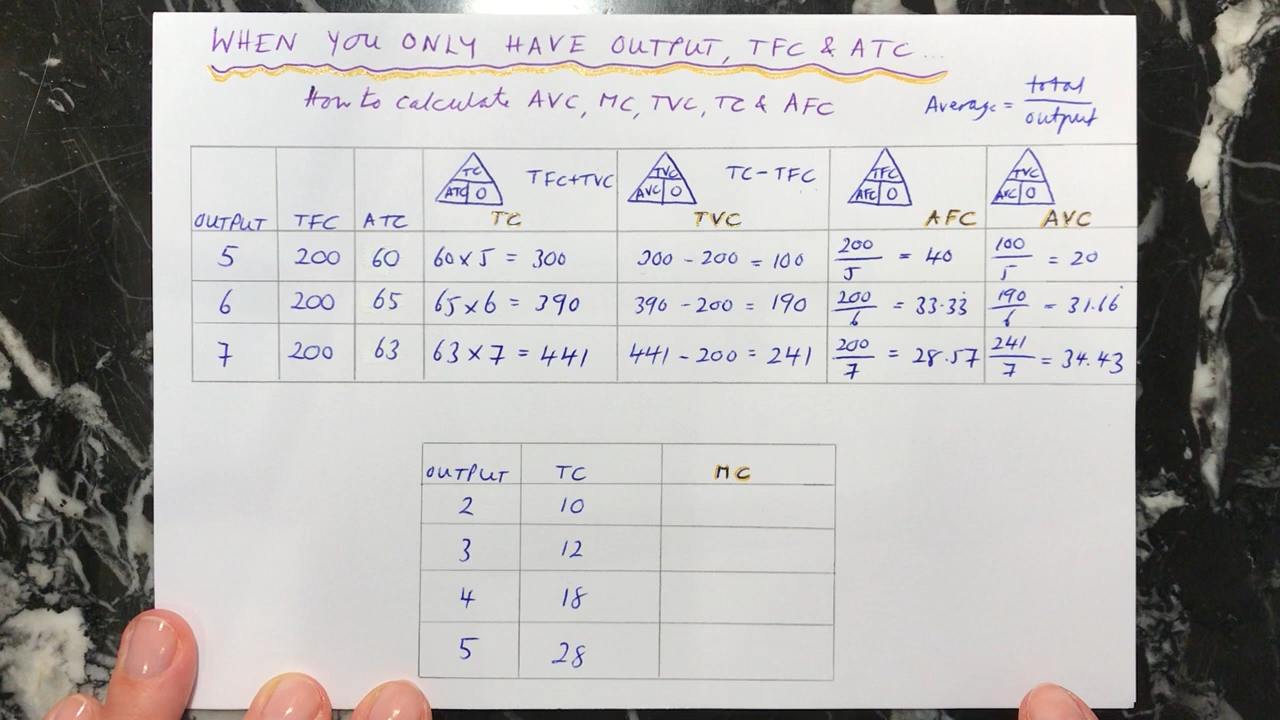 WHEN YOU ONLY HAVE OUTPUT, TFC & ATC...
How to calculate AVC, MC, TVC, TC & AFC
Average = total / output
TC ATC O TFC+TVC
TVC AVC O TC-TFC
TFC AFC O
TVC AVC O
OUTPUT TFC ATC TC TVC AFC AVC
5 200 60 60 x 5 = 300 300 - 200 = 100 200/5 = 40 100/5 = 20
6 200 65 65 x 6 = 390 390 - 200 = 190 200/6 = 33.33 190/6 = 31.66
7 200 63 63 x 7 = 441 441 - 200 = 241 200/7 = 28.57 241/7 = 34.43
OUTPUT TC MC
2 10
3 12
4 18
5 28